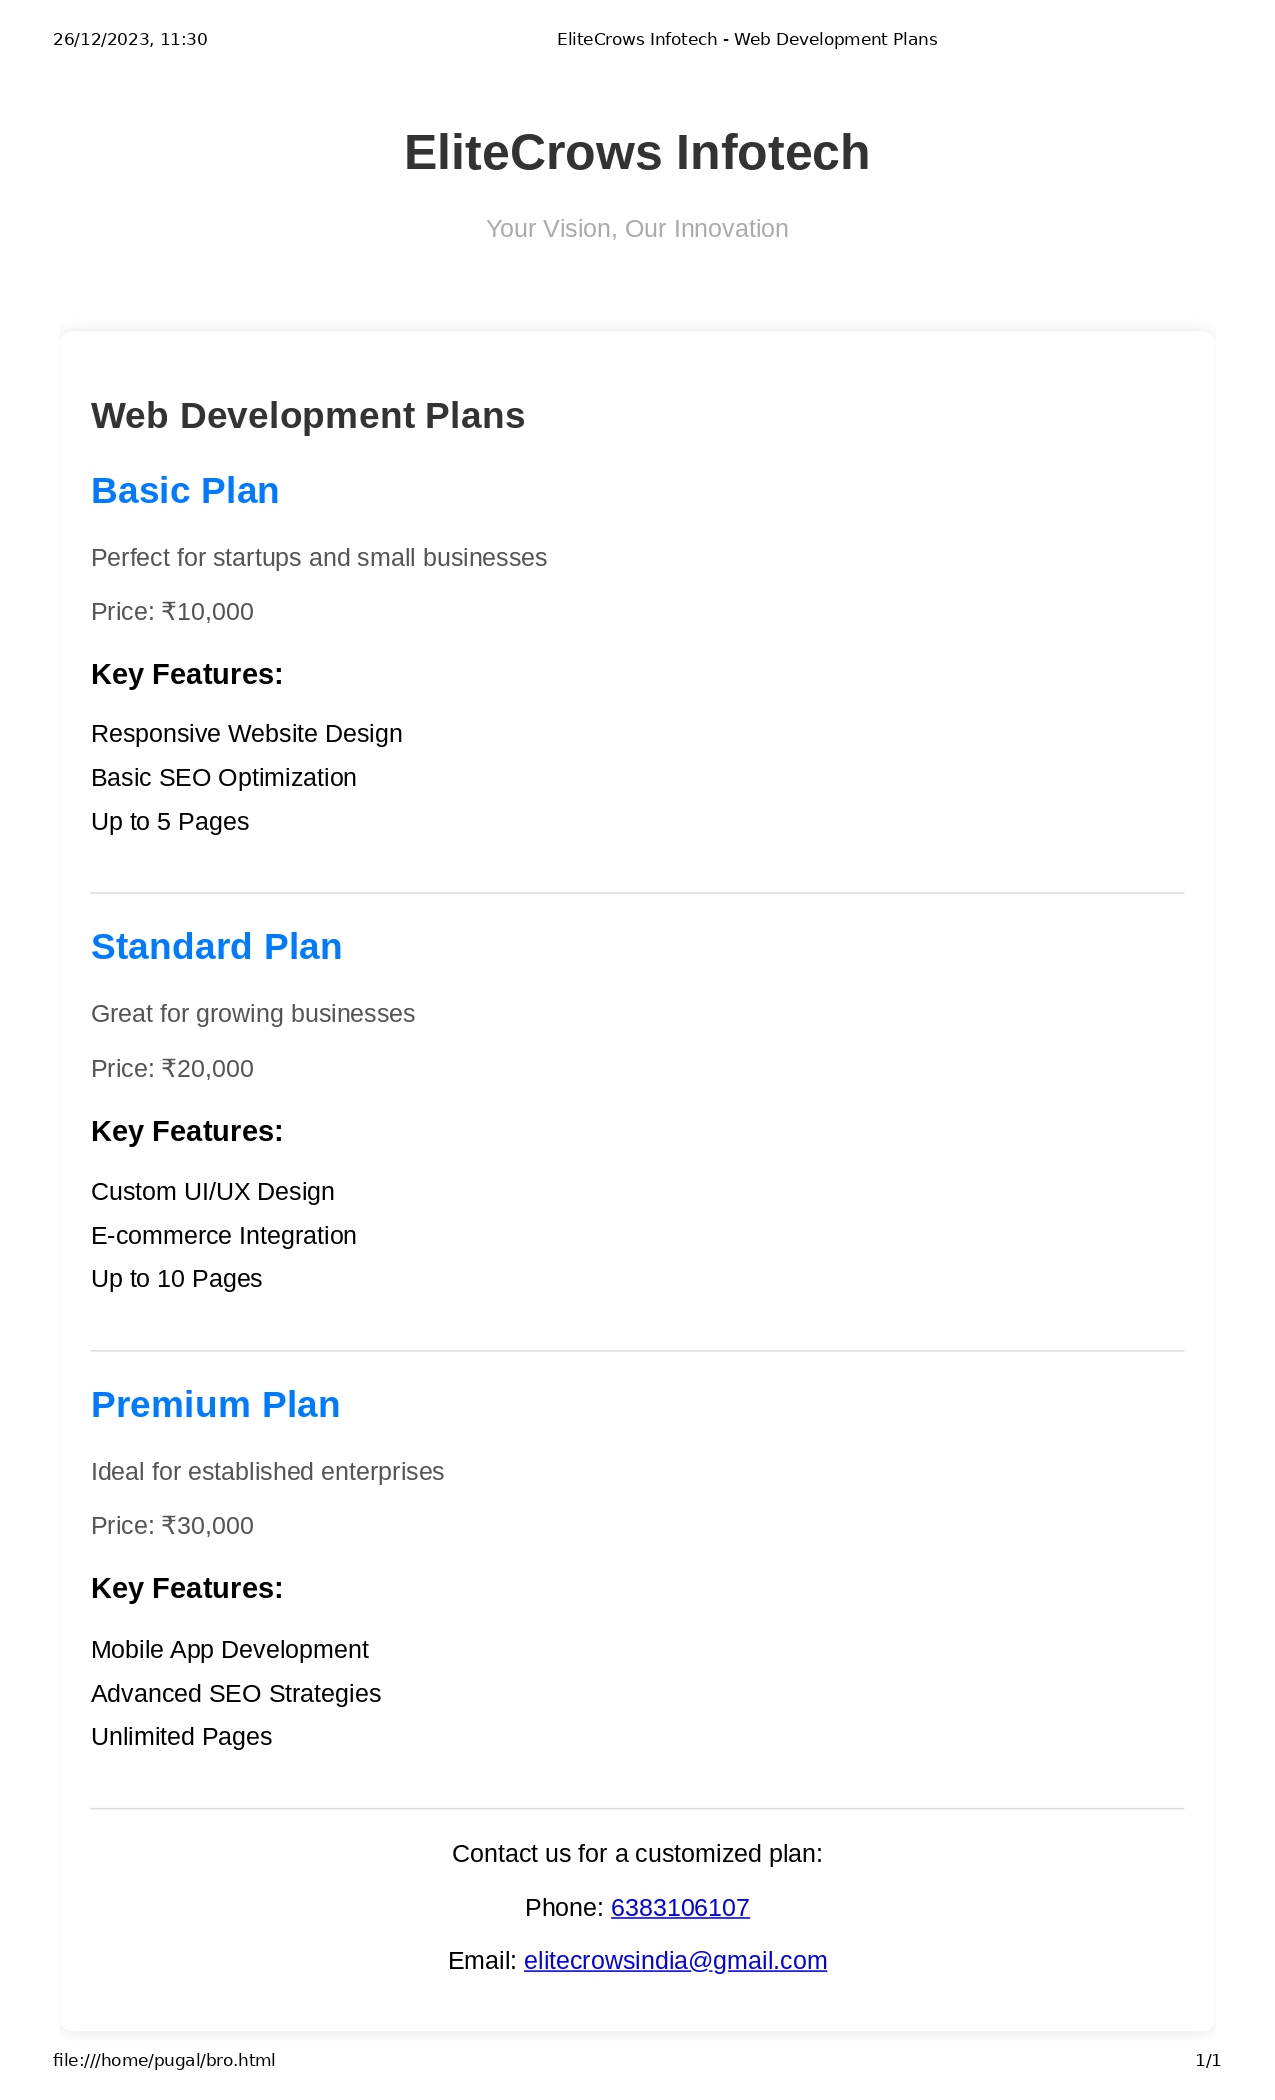 26/12/2023, 11:30 EliteCrows Infotech - Web Development Plans
EliteCrows Infotech
Your Vision, Our Innovation
Web Development Plans
Basic Plan
Perfect for startups and small businesses
Price: ₹10,000
Key Features:
Responsive Website Design
Basic SEO Optimization
Up to 5 Pages
Standard Plan
Great for growing businesses
Price: ₹20,000
Key Features:
Custom UI/UX Design
E-commerce Integration
Up to 10 Pages
Premium Plan
Ideal for established enterprises
Price: ₹30,000
Key Features:
Mobile App Development
Advanced SEO Strategies
Unlimited Pages
Contact us for a customized plan:
Phone: 6383106107
Email: elitecrowsindia@gmail.com
file:///home/pugal/bro.html 1/1